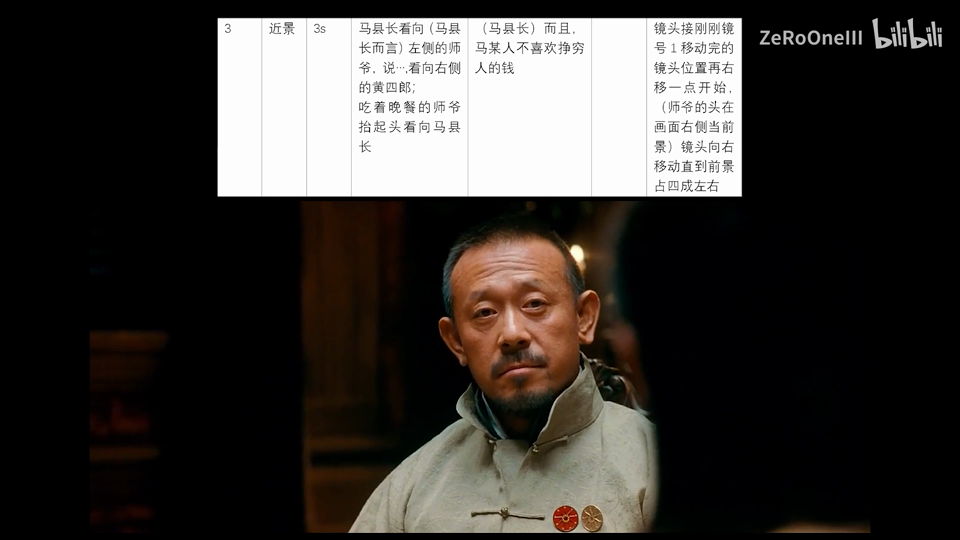 3
近景
3s
马县长看向（马县
长而言）左侧的师
爷，说…,看向右侧
的黄四郎；
吃着晚餐的师爷
抬起头看向马县
长
（马县长）而且，
马某人不喜欢挣穷
人的钱
镜头接刚刚镜
号 1 移动完的
镜头位置再右
移一点开始，
（师爷的头在
画面右侧当前
景）镜头向右
移动直到前景
占四成左右
ZeRoOneIII bilibili